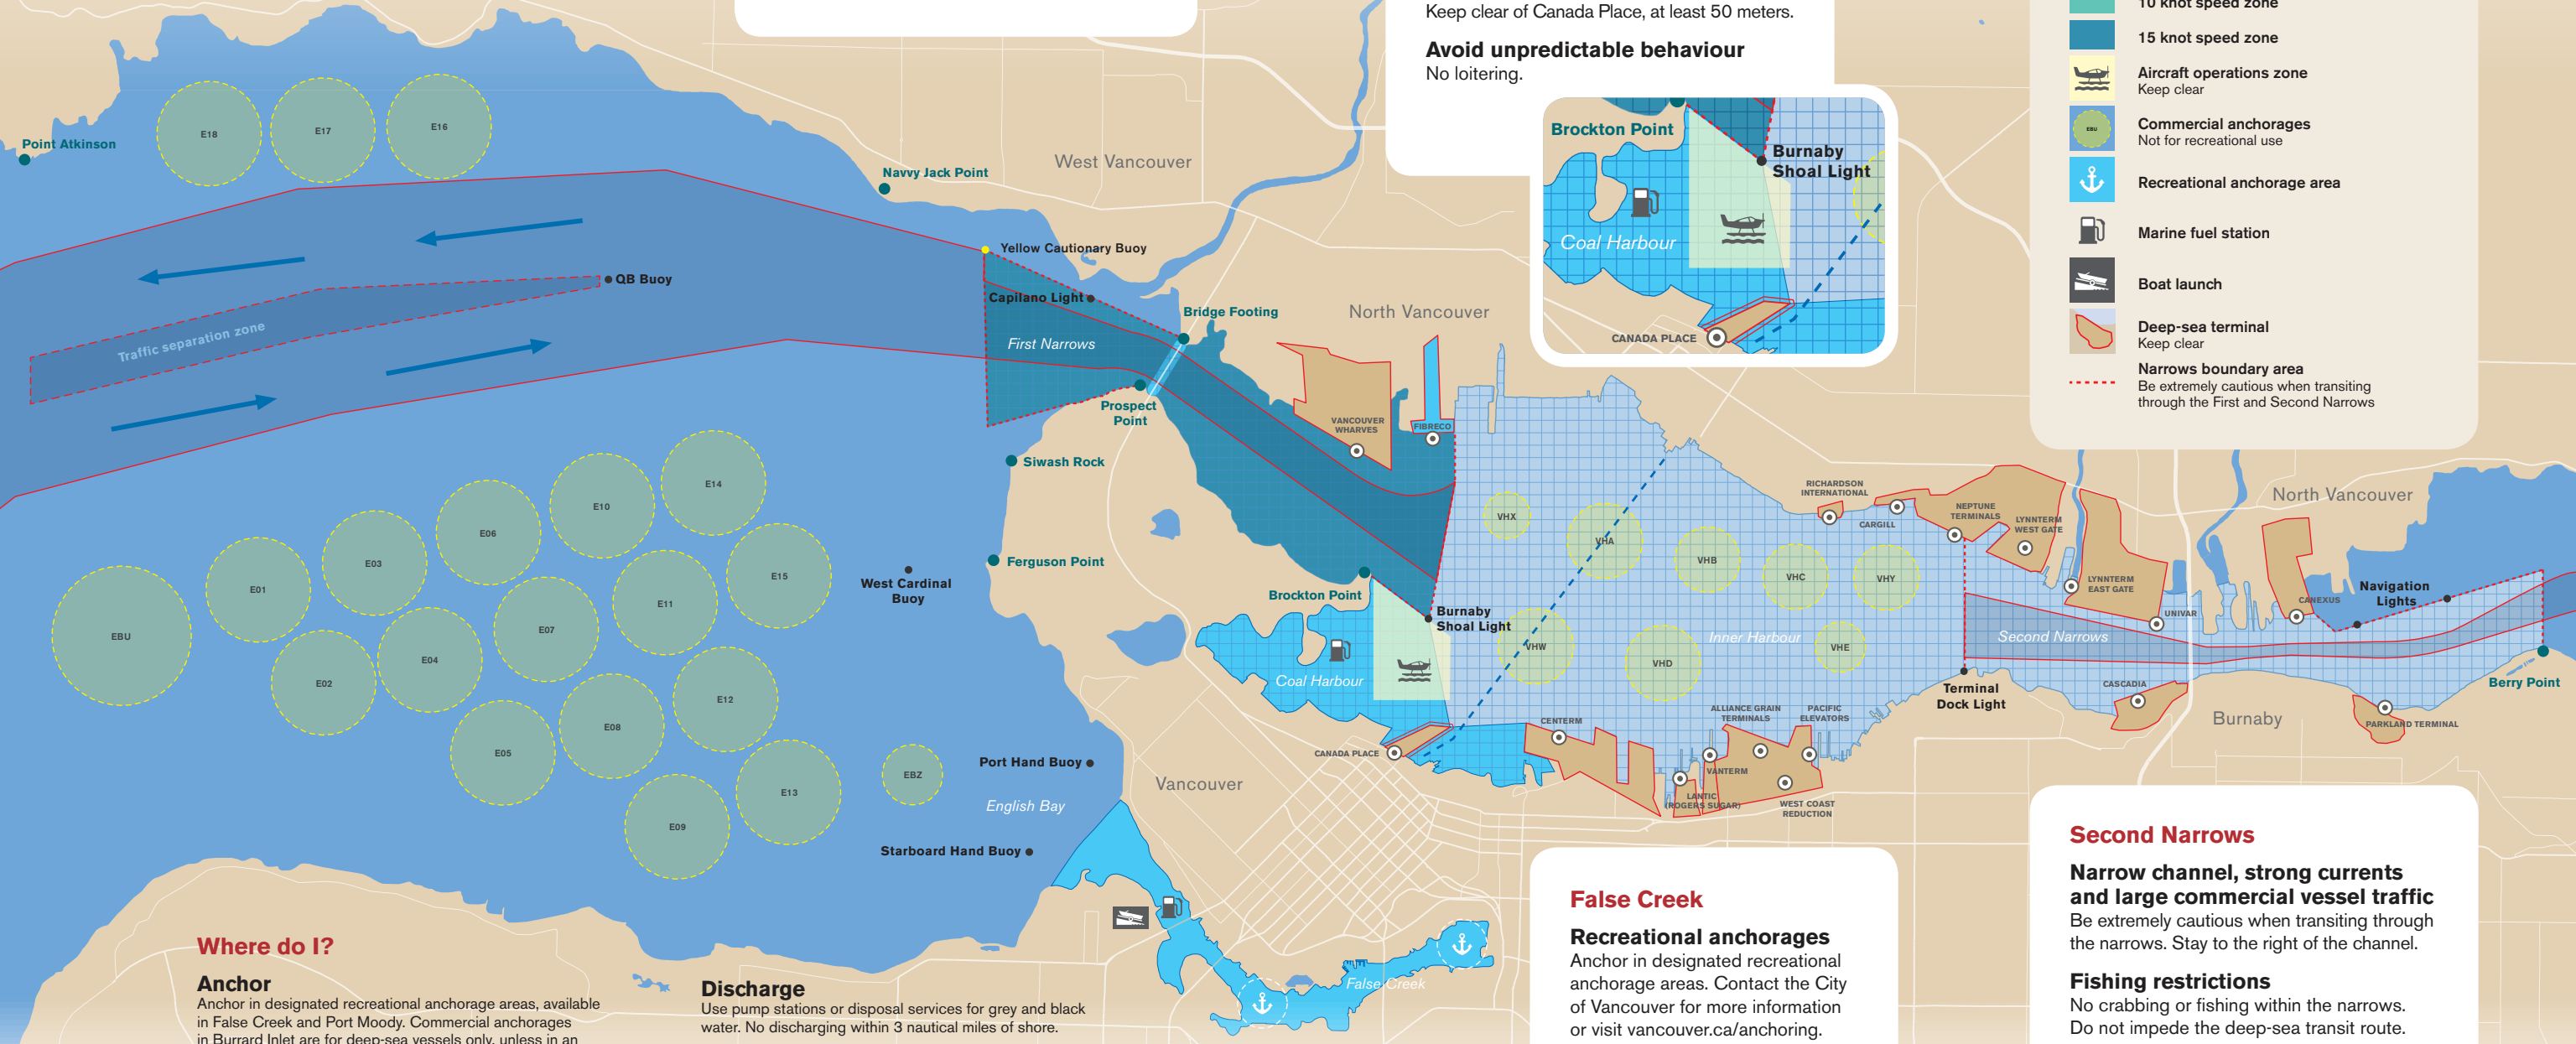 Keep clear of Canada Place, at least 50 meters.
Avoid unpredictable behaviour
No loitering.
Brockton Point
Burnaby
Shoal Light
Coal Harbour
CANADA PLACE
10 knot speed zone
15 knot speed zone
Aircraft operations zone
Keep clear
EBU
Commercial anchorages
Not for recreational use
Recreational anchorage area
Marine fuel station
Boat launch
Deep-sea terminal
Keep clear
Narrows boundary area
Be extremely cautious when transiting
through the First and Second Narrows
E18
E17
E16
Point Atkinson
Navvy Jack Point
West Vancouver
Yellow Cautionary Buoy
QB Buoy
Capilano Light
Traffic separation zone
First Narrows
Bridge Footing
North Vancouver
Prospect
Point
VANCOUVER
WHARVES
FIBRECO
Siwash Rock
E14
E10
E06
E03
E01
EBU
E15
E11
E07
E04
E02
E12
E08
E05
E13
E09
EBZ
Ferguson Point
West Cardinal
Buoy
Brockton Point
Burnaby
Shoal Light
Coal Harbour
CANADA PLACE
VHX
VHA
VHB
VHC
VHY
VHW
VHD
Inner Harbour
VHE
RICHARDSON
INTERNATIONAL
CARGILL
NEPTUNE
TERMINALS
LYNNTERM
WEST GATE
LYNNTERM
EAST GATE
UNIVAR
North Vancouver
CANEXUS
Navigation
Lights
Second Narrows
Terminal
Dock Light
CASCADIA
Burnaby
PARKLAND TERMINAL
Berry Point
CENTERM
ALLIANCE GRAIN
TERMINALS
PACIFIC
ELEVATORS
VANTERM
LANTIC
(ROGERS SUGAR)
WEST COAST
REDUCTION
Port Hand Buoy
Vancouver
English Bay
Starboard Hand Buoy
False Creek
Where do I?
Anchor
Anchor in designated recreational anchorage areas, available
in False Creek and Port Moody. Commercial anchorages
in Burrard Inlet are for deep-sea vessels only, unless in an
Discharge
Use pump stations or disposal services for grey and black
water. No discharging within 3 nautical miles of shore.
False Creek
Recreational anchorages
Anchor in designated recreational
anchorage areas. Contact the City
of Vancouver for more information
or visit vancouver.ca/anchoring.
Second Narrows
Narrow channel, strong currents
and large commercial vessel traffic
Be extremely cautious when transiting through
the narrows. Stay to the right of the channel.
Fishing restrictions
No crabbing or fishing within the narrows.
Do not impede the deep-sea transit route.